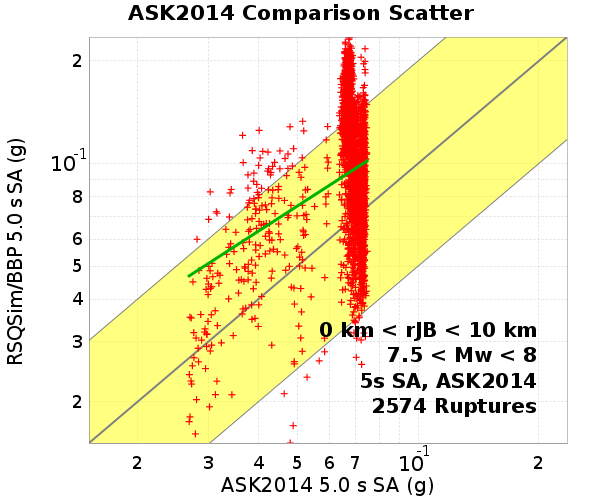 ASK2014 Comparison Scatter
RSQSim/BBP 5.0 s SA (g)
2
10-1
8
6
5
4
3
2
0 km < rJB < 10 km
7.5 < Mw < 8
5s SA, ASK2014
2574 Ruptures
2 3 4 5 6 7 10-1 2
ASK2014 5.0 s SA (g)